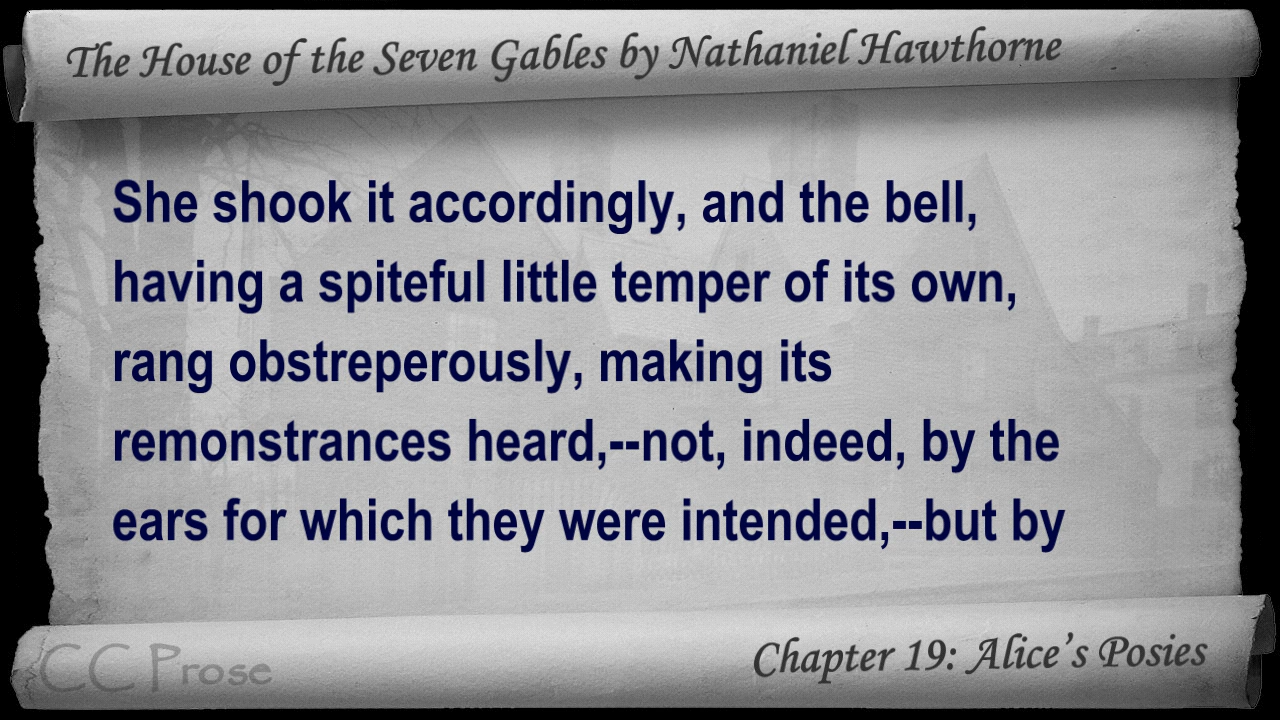 The House of the Seven Gables by Nathaniel Hawthorne
She shook it accordingly, and the bell,
having a spiteful little temper of its own,
rang obstreperously, making its
remonstrances heard,--not, indeed, by the
ears for which they were intended,--but by
CC Prose
Chapter 19: Alice's Posies